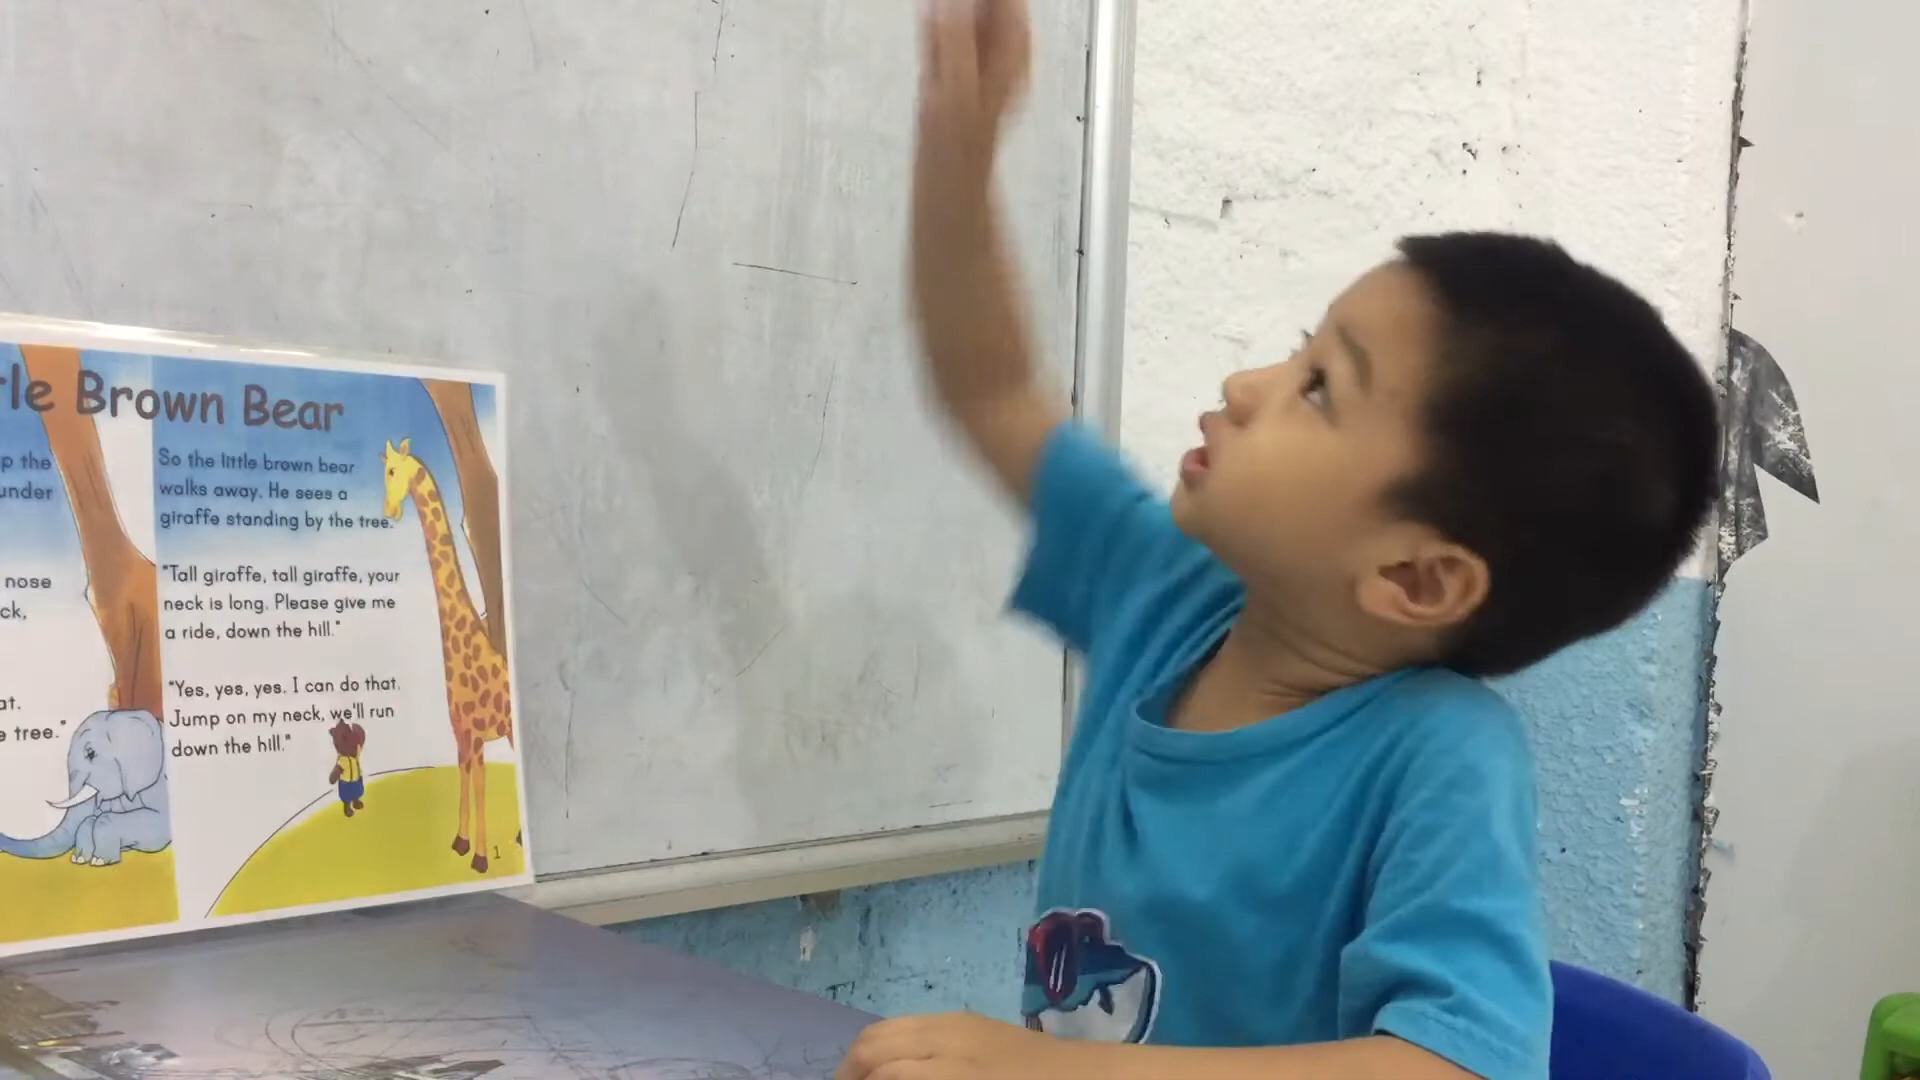 tle Brown Bear
p the
under
nose
ck,
at.
e tree."
So the little brown bear
walks away. He sees a
giraffe standing by the tree.
"Tall giraffe, tall giraffe, your
neck is long. Please give me
a ride, down the hill."
"Yes, yes, yes. I can do that.
Jump on my neck, we'll run
down the hill."
1